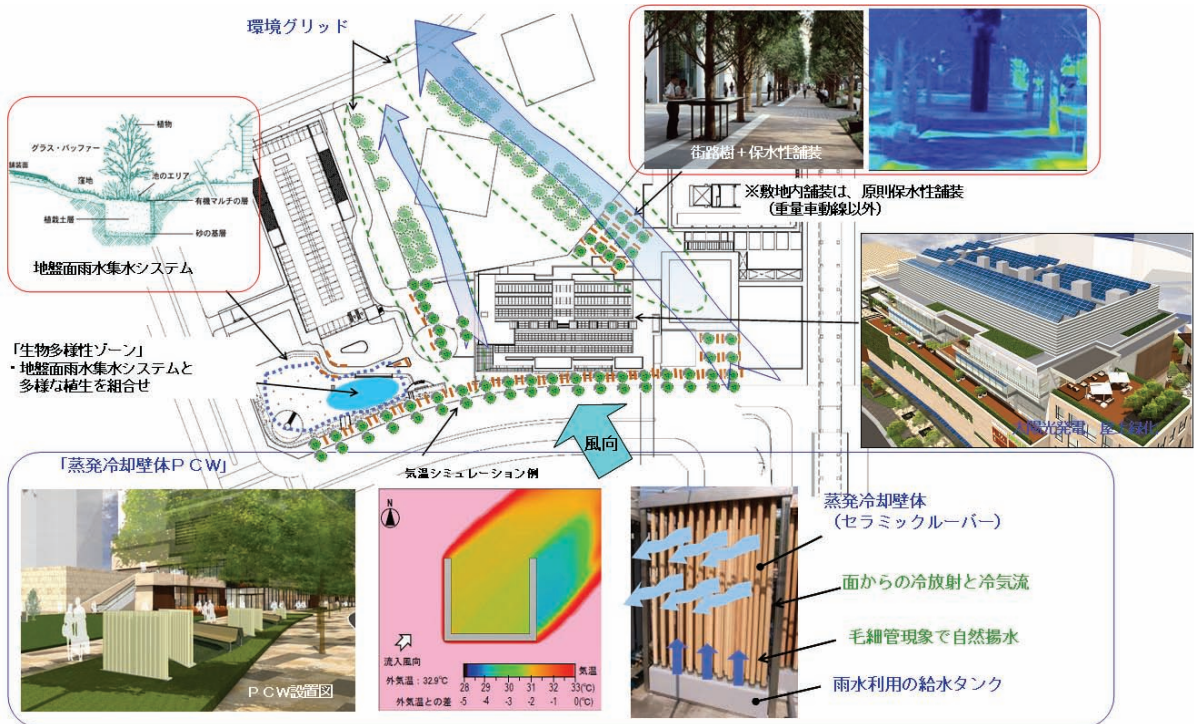 環境グリッド
植物
グラス・バッファー
舗装面
窪地
池のエリア
有機マルチの層
植栽土層
砂の基層
地盤面雨水集水システム
街路樹+保水性舗装
※敷地内舗装は、原則保水性舗装
(重量車動線以外)
「生物多様性ゾーン」
・地盤面雨水集水システムと
多様な植生を組合せ
太陽光発電、屋上緑化
風向
「蒸発冷却壁体PCW」
気温シミュレーション例
PCW設置図
N
流入風向
外気温:32.9℃
気温
28 29 30 31 32 33(℃)
外気温との差 -5 -4 -3 -2 -1 0(℃)
蒸発冷却壁体
(セラミックルーバー)
面からの冷放射と冷気流
毛細管現象で自然揚水
雨水利用の給水タンク